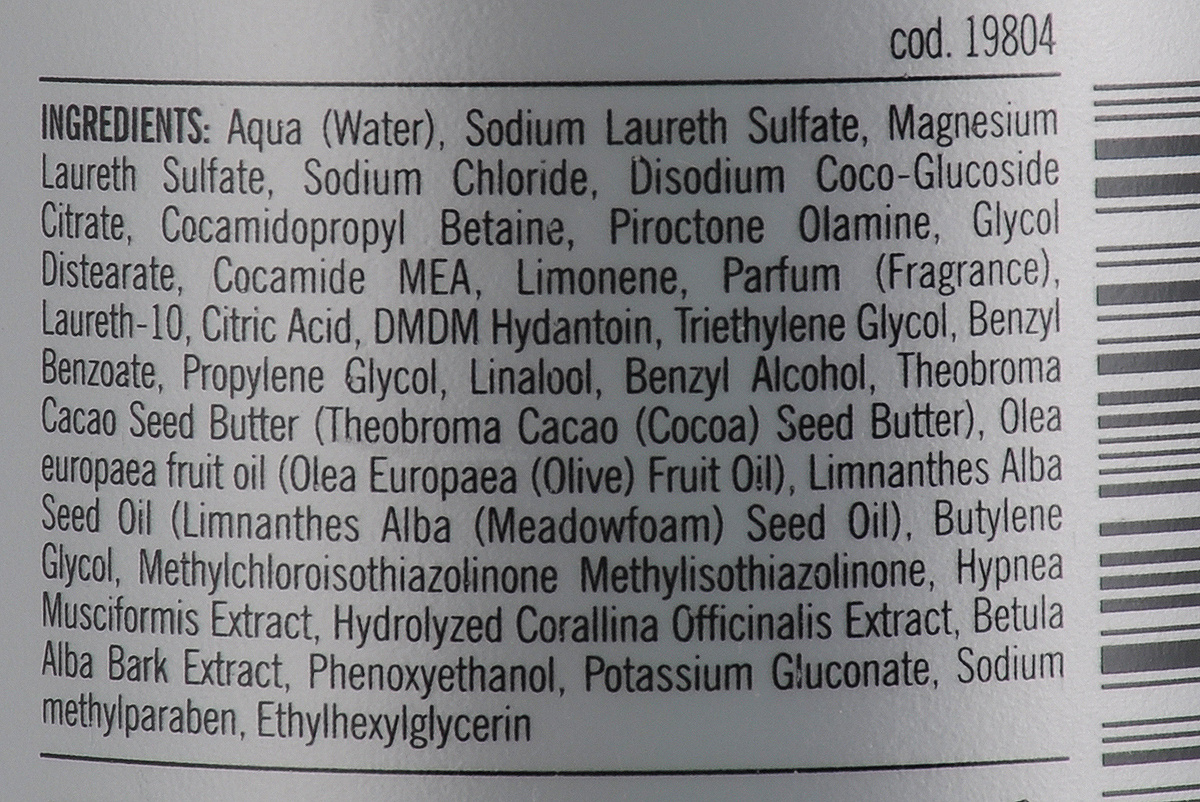 cod. 19804
INGREDIENTS: Aqua (Water), Sodium Laureth Sulfate, Magnesium
Laureth Sulfate, Sodium Chloride, Disodium Coco-Glucoside
Citrate, Cocamidopropyl Betaine, Piroctone Olamine, Glycol
Distearate, Cocamide MEA, Limonene, Parfum (Fragrance),
Laureth-10, Citric Acid, DMDM Hydantoin, Triethylene Glycol, Benzyl
Benzoate, Propylene Glycol, Linalool, Benzyl Alcohol, Theobroma
Cacao Seed Butter (Theobroma Cacao (Cocoa) Seed Butter), Olea
europaea fruit oil (Olea Europaea (Olive) Fruit Oil), Limnanthes Alba
Seed Oil (Limnanthes Alba (Meadowfoam) Seed Oil), Butylene
Glycol, Methylchloroisothiazolinone Methylisothiazolinone, Hypnea
Musciformis Extract, Hydrolyzed Corallina Officinalis Extract, Betula
Alba Bark Extract, Phenoxyethanol, Potassium Gluconate, Sodium
methylparaben, Ethylhexylglycerin